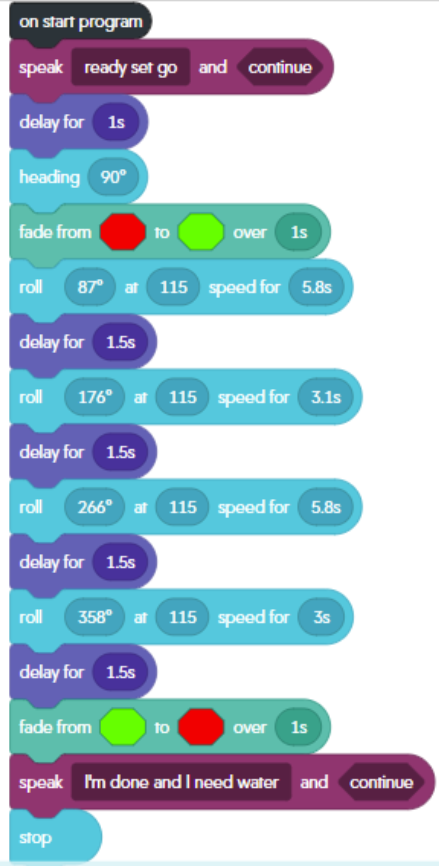 on start program
speak ready set go and continue
delay for 1s
heading 90°
fade from to over 1s
roll 87° at 115 speed for 5.8s
delay for 1.5s
roll 176° at 115 speed for 3.1s
delay for 1.5s
roll 266° at 115 speed for 5.8s
delay for 1.5s
roll 358° at 115 speed for 3s
delay for 1.5s
fade from to over 1s
speak I'm done and I need water and continue
stop